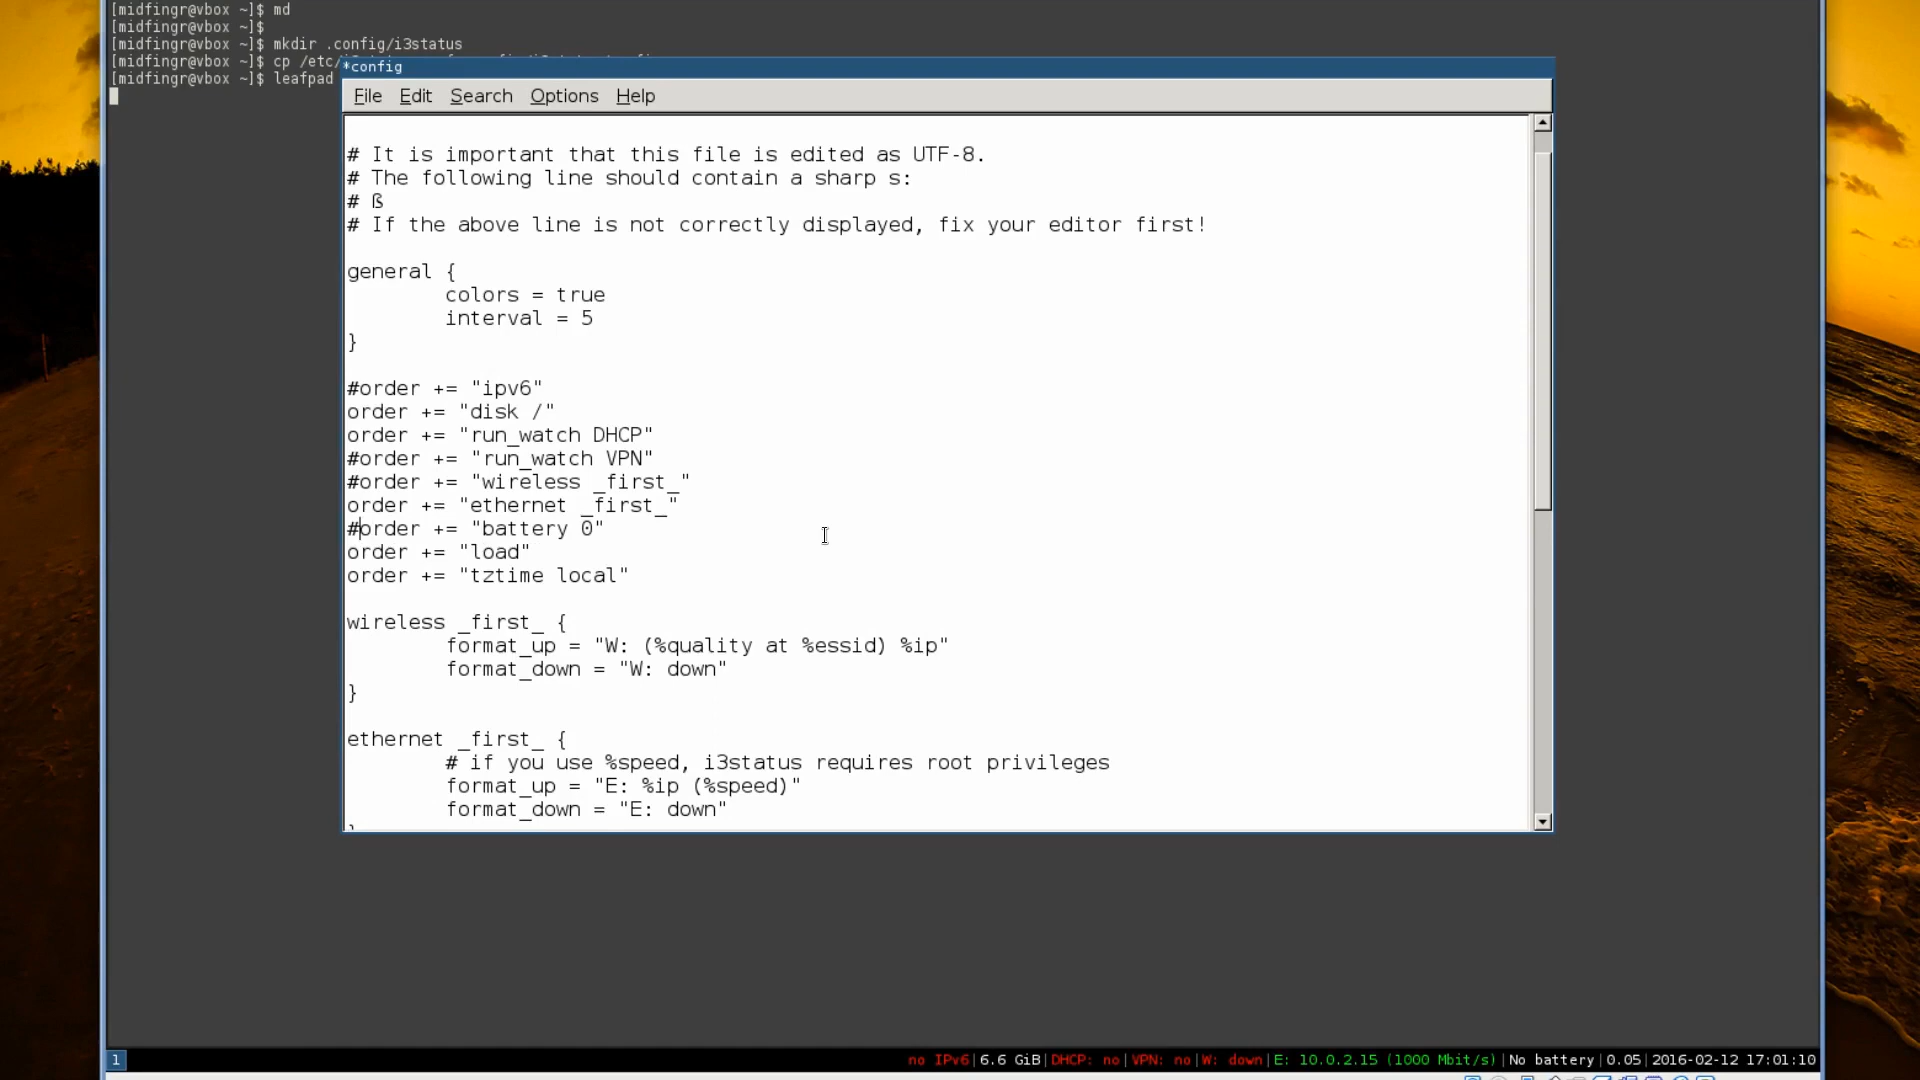 [midfingr@vbox ~]$ md
[midfingr@vbox ~]$
[midfingr@vbox ~]$ mkdir .config/i3status
[midfingr@vbox ~]$ cp /etc/
[midfingr@vbox ~]$ leafpad
*config
File Edit Search Options Help
# It is important that this file is edited as UTF-8.
# The following line should contain a sharp s:
# ß
# If the above line is not correctly displayed, fix your editor first!
general {
colors = true
interval = 5
}
#order += "ipv6"
order += "disk /"
order += "run_watch DHCP"
#order += "run_watch VPN"
#order += "wireless _first_"
order += "ethernet _first_"
#order += "battery 0"
order += "load"
order += "tztime local"
wireless _first_ {
format_up = "W: (%quality at %essid) %ip"
format_down = "W: down"
}
ethernet _first_ {
# if you use %speed, i3status requires root privileges
format_up = "E: %ip (%speed)"
format_down = "E: down"
1
no IPv6|6.6 GiB|DHCP: no|VPN: no|W: down|E: 10.0.2.15 (1000 Mbit/s)|No battery|0.05|2016-02-12 17:01:10